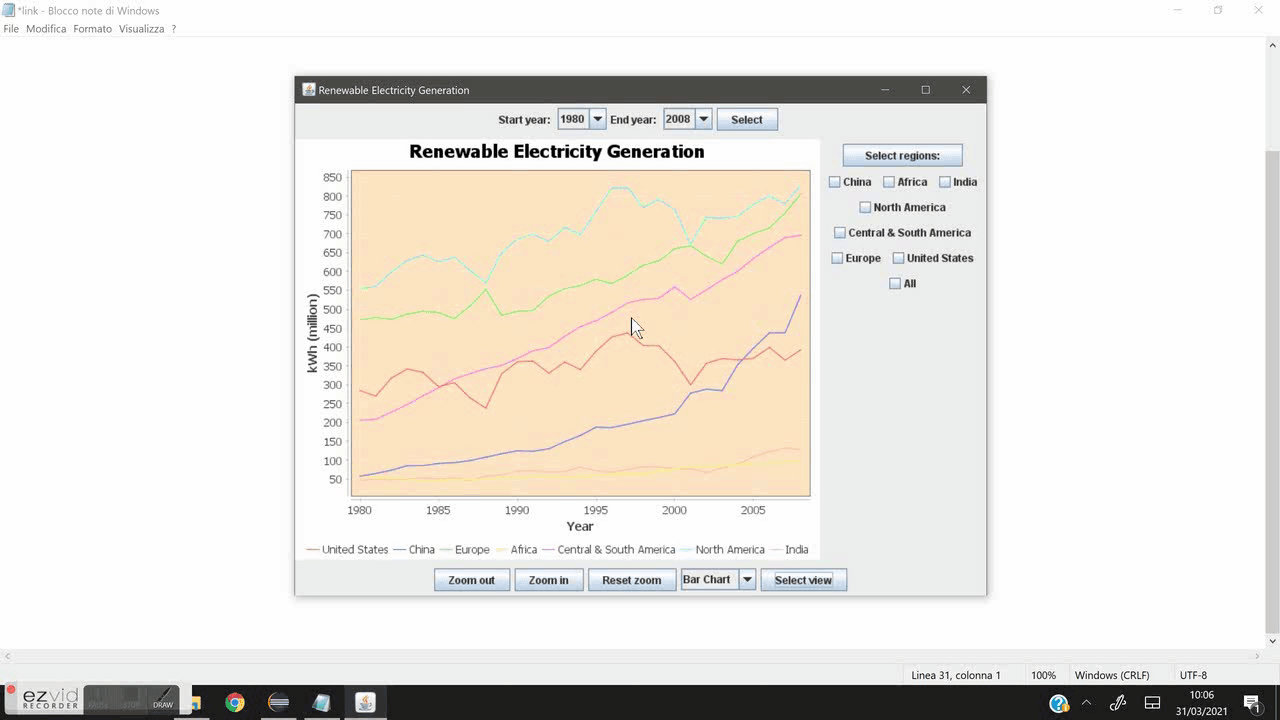 *link - Blocco note di Windows
File Modifica Formato Visualizza ?
Renewable Electricity Generation
Start year: 1980 End year: 2008 Select
Renewable Electricity Generation
Select regions:
China Africa India
North America
Central & South America
Europe United States
All
850
800
750
700
650
600
550
500
450
400
350
300
250
200
150
100
50
kWh (million)
1980 1985 1990 1995 2000 2005
Year
United States China Europe Africa Central & South America North America India
Zoom out Zoom in Reset zoom Bar Chart Select view
Linea 31, colonna 1 100% Windows (CRLF) UTF-8
ezvid
RECORDER
PAUSE STOP DRAW
10:06
31/03/2021
1